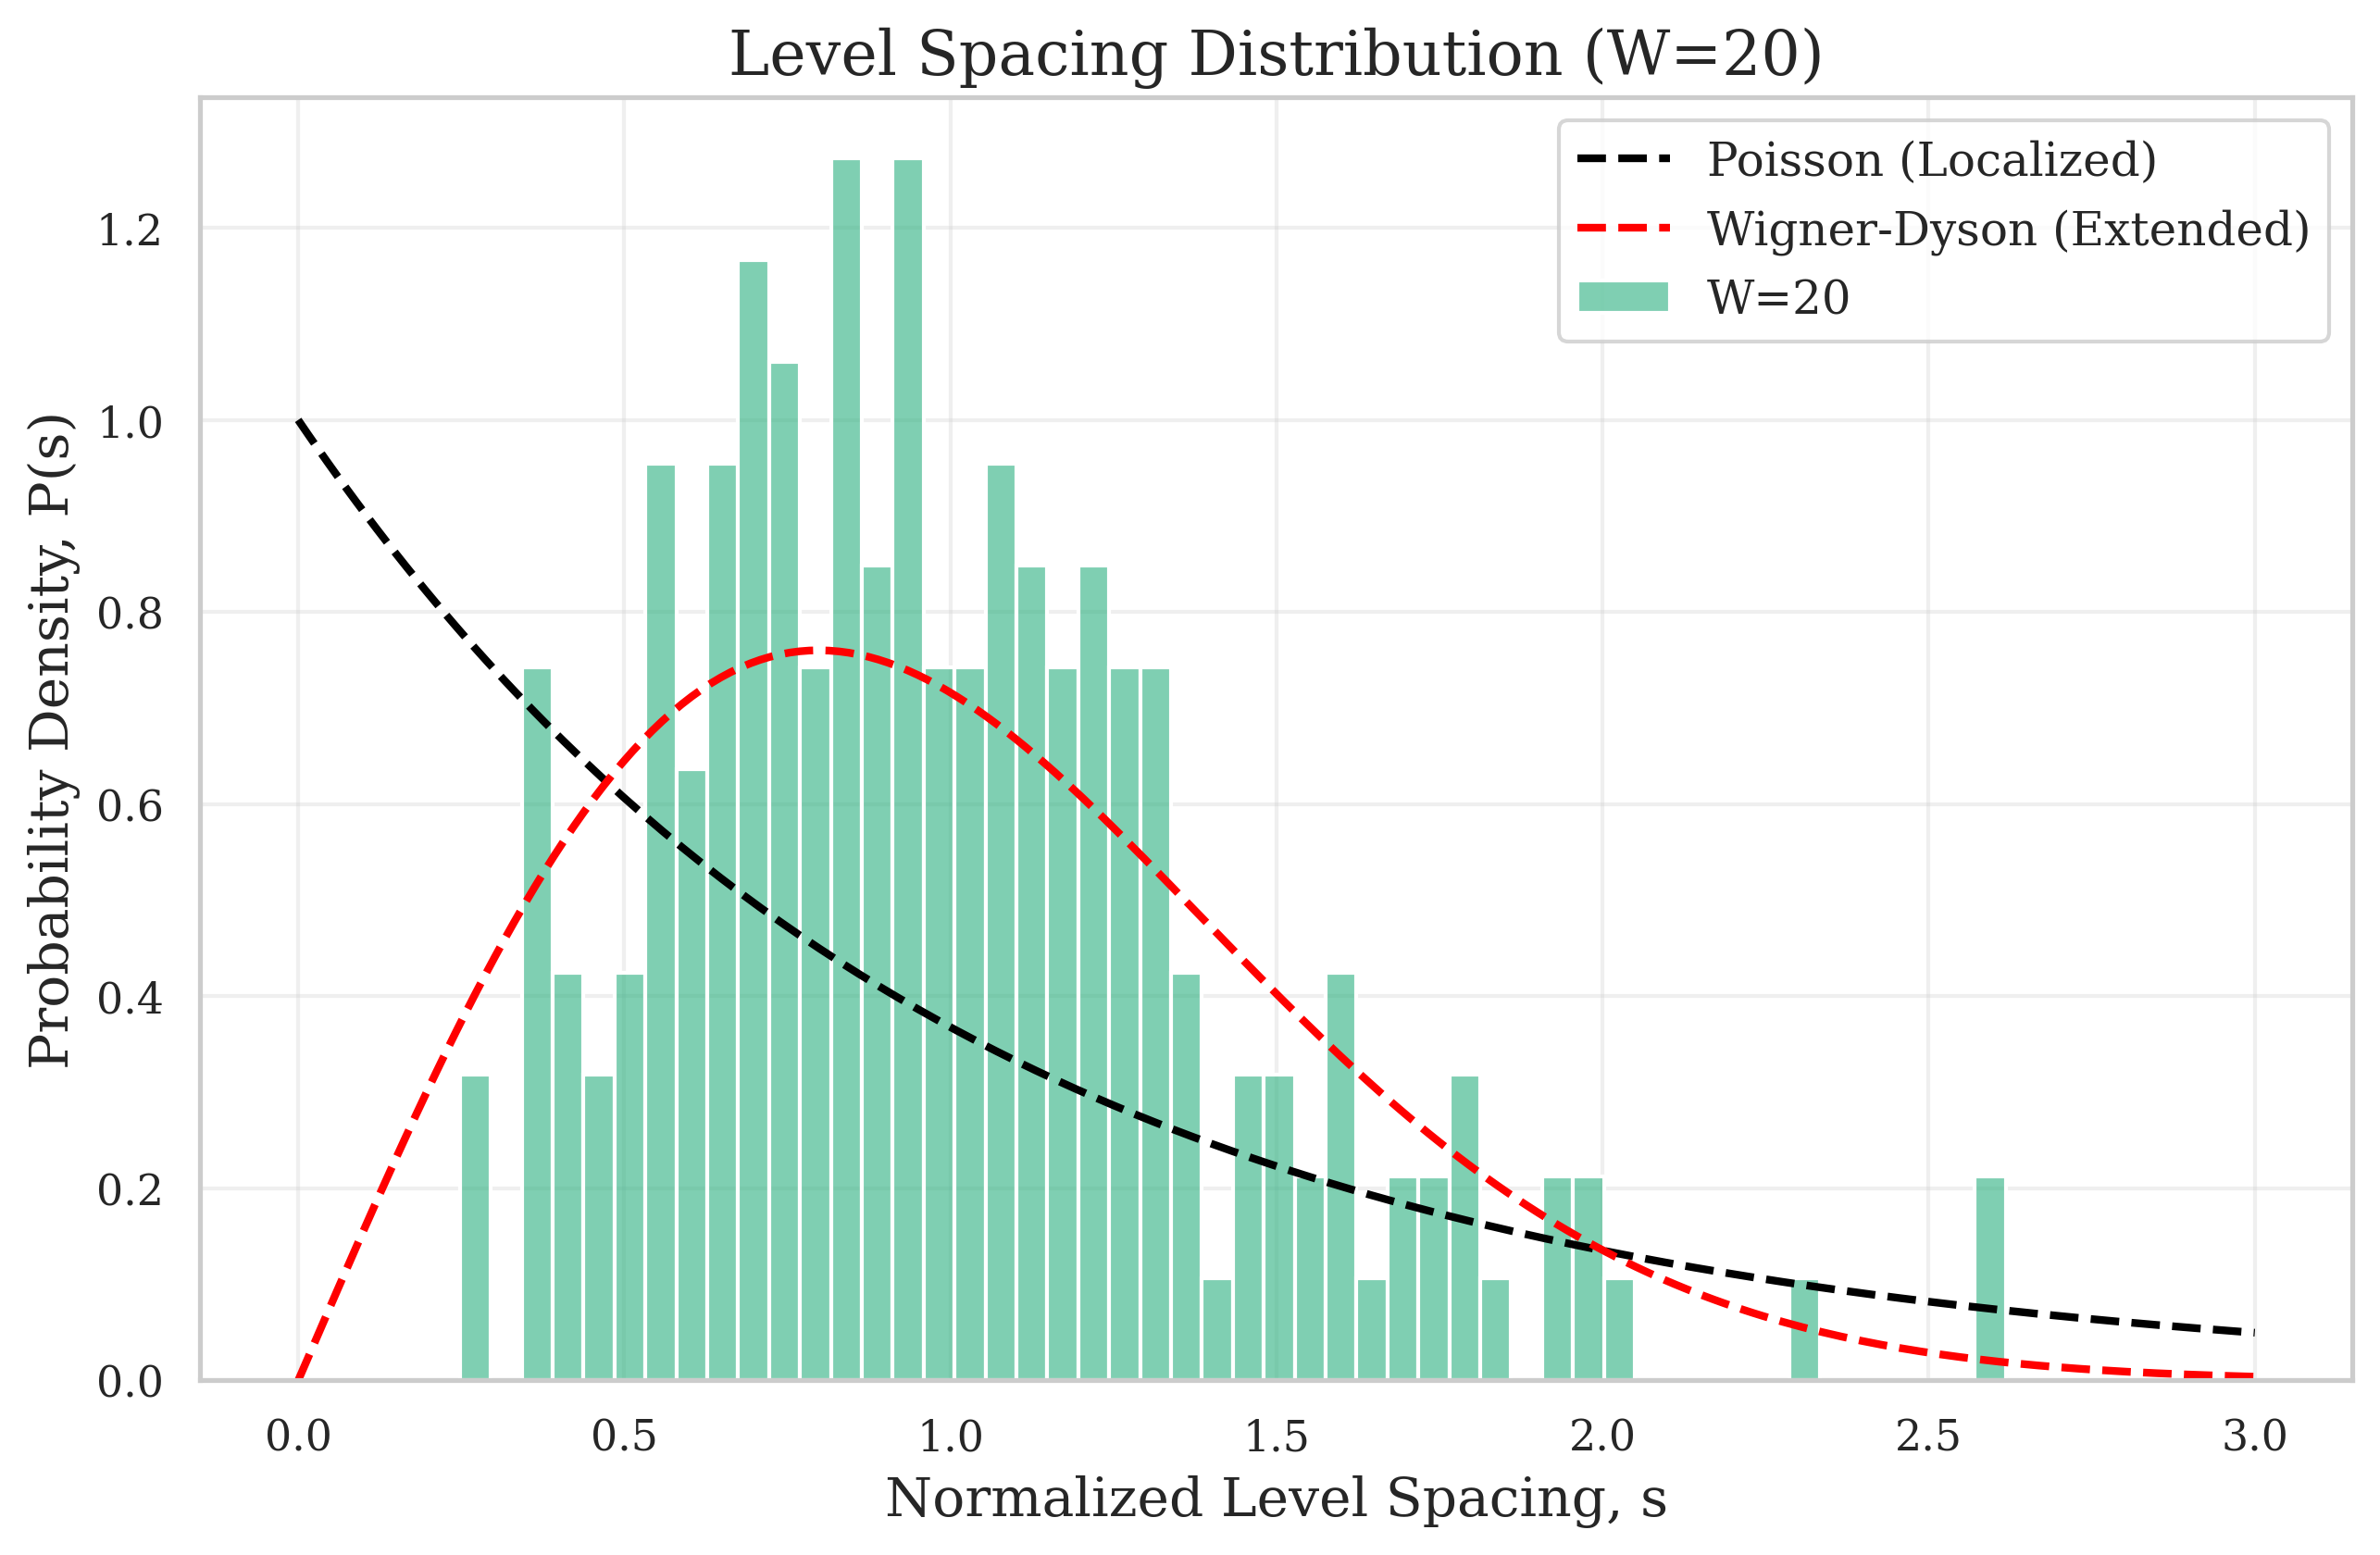 Level Spacing Distribution (W=20)
Poisson (Localized)
Wigner-Dyson (Extended)
W=20
Probability Density, P(s)
1.2
1.0
0.8
0.6
0.4
0.2
0.0
0.0 0.5 1.0 1.5 2.0 2.5 3.0
Normalized Level Spacing, s